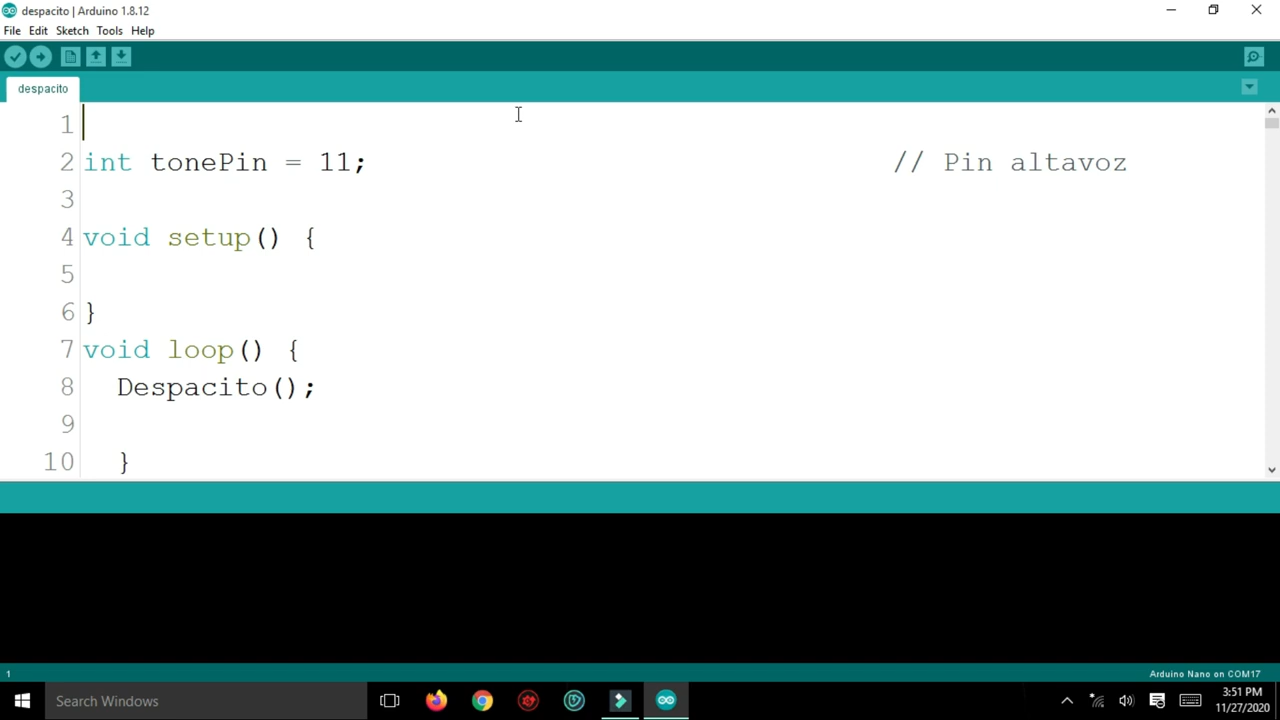 despacito | Arduino 1.8.12
File Edit Sketch Tools Help
despacito
1
2 int tonePin = 11; // Pin altavoz
3
4 void setup() {
5
6 }
7 void loop() {
8 Despacito();
9
10 }
1 Arduino Nano on COM17
Search Windows
3:51 PM
11/27/2020